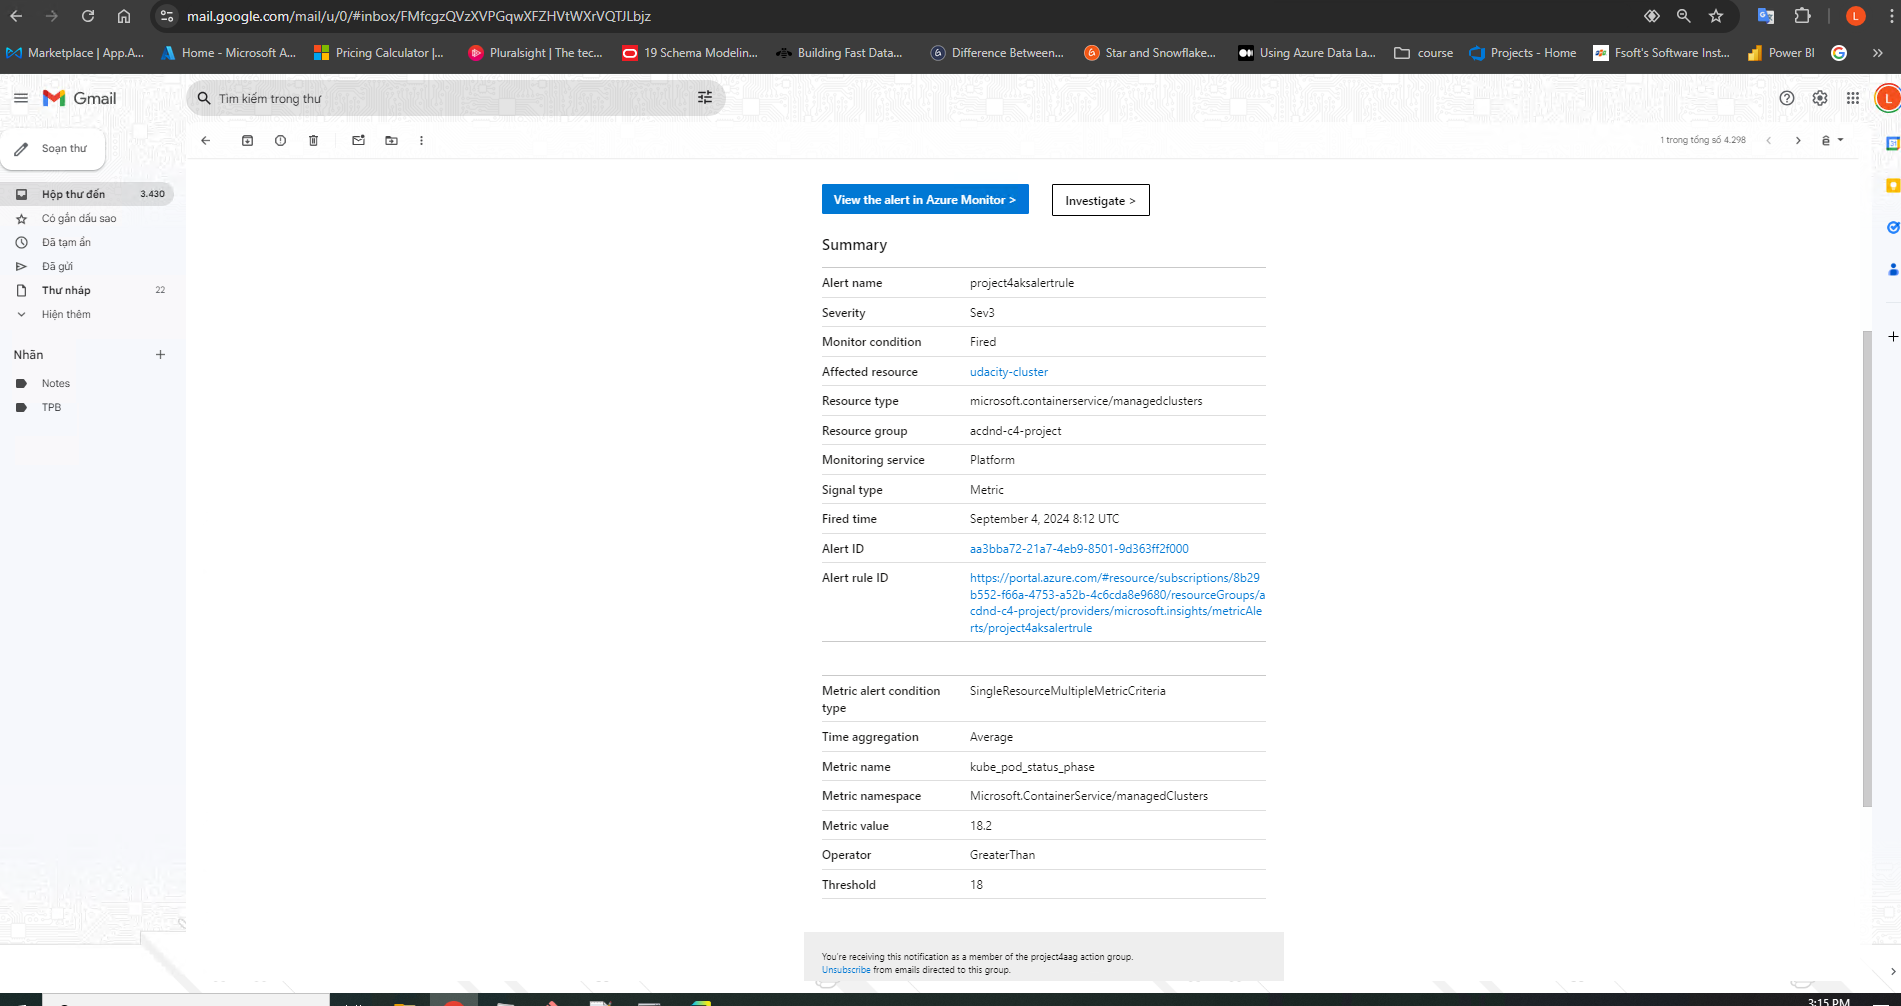 mail.google.com/mail/u/0/#inbox/FMfcgzQVzXVPGqwXFZHVtWXrVQTJLbjz
L
Marketplace | App.A...
Home - Microsoft A...
Pricing Calculator |...
Pluralsight | The tec...
19 Schema Modelin...
Building Fast Data...
Difference Between...
Star and Snowflake...
Using Azure Data La...
course
Projects - Home
Fsoft's Software Inst...
Power BI
Gmail
Tìm kiếm trong thư
L
Soạn thư
1 trong tổng số 4.298
Hộp thư đến 3.430
Có gắn dấu sao
Đã tạm ẩn
Đã gửi
Thư nháp 22
Hiện thêm
Nhãn
Notes
TPB
View the alert in Azure Monitor >
Investigate >
Summary
Alert name project4aksalertrule
Severity Sev3
Monitor condition Fired
Affected resource udacity-cluster
Resource type microsoft.containerservice/managedclusters
Resource group acdnd-c4-project
Monitoring service Platform
Signal type Metric
Fired time September 4, 2024 8:12 UTC
Alert ID aa3bba72-21a7-4eb9-8501-9d363ff2f000
Alert rule ID https://portal.azure.com/#resource/subscriptions/8b29
b552-f66a-4753-a52b-4c6cda8e9680/resourceGroups/a
cdnd-c4-project/providers/microsoft.insights/metricAle
rts/project4aksalertrule
Metric alert condition SingleResourceMultipleMetricCriteria
type
Time aggregation Average
Metric name kube_pod_status_phase
Metric namespace Microsoft.ContainerService/managedClusters
Metric value 18.2
Operator GreaterThan
Threshold 18
You're receiving this notification as a member of the project4aag action group.
Unsubscribe from emails directed to this group.
3:15 PM